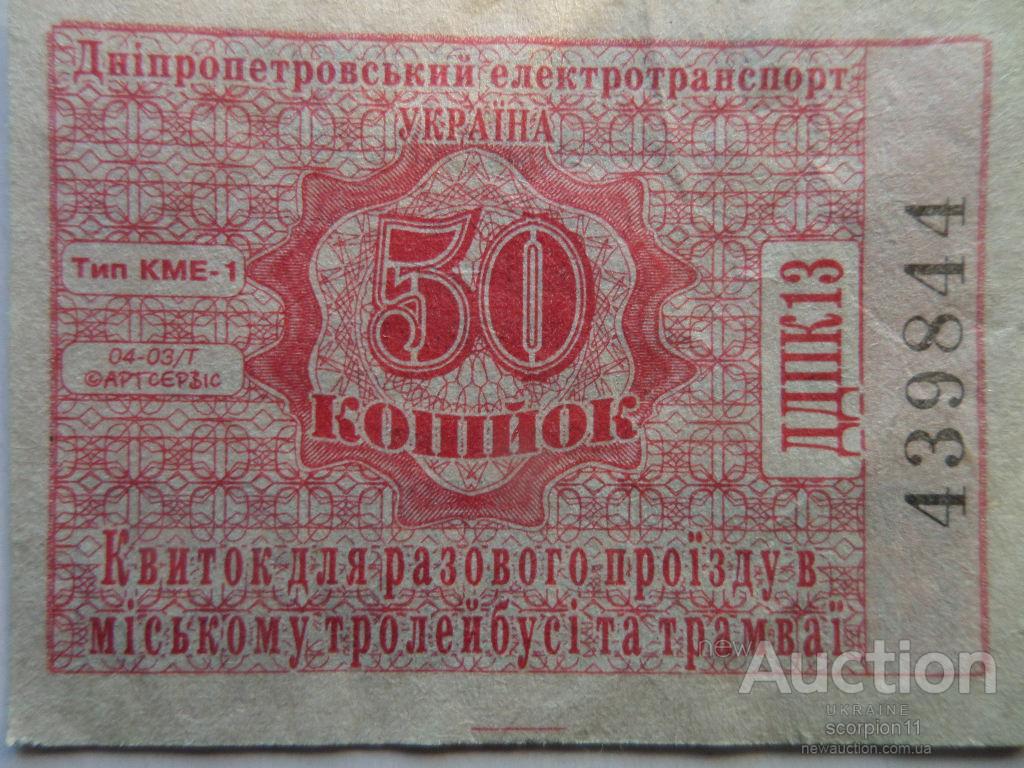 Дніпропетровський електротранспорт
УКРАЇНА
50
КОПІЙОК
Тип КМЕ-1
04-03/Т
©АРТСЕРВІС
ДДПК13
439844
Квиток для разового проїзду в
міському тролейбусі та трамваї
newAuction
UKRAINE
scorpion11
newauction.com.ua